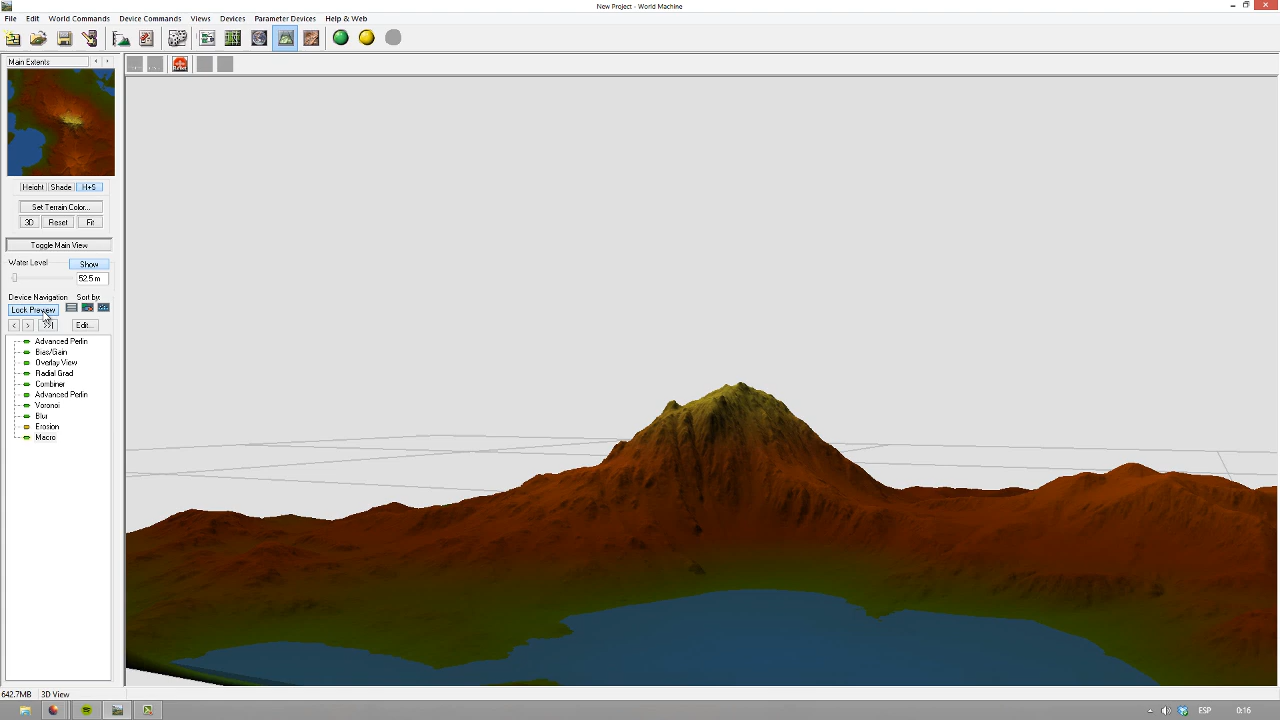 New Project - World Machine
File Edit World Commands Device Commands Views Devices Parameter Devices Help & Web
Main Extents
Height Shade H+S
Set Terrain Color...
3D Reset Fit
Toggle Main View
Water Level Show
52.5 m
Device Navigation Sort by:
Lock Preview
< > >>| Edit...
Advanced Perlin
Bias/Gain
Overlay View
Radial Grad
Combiner
Advanced Perlin
Voronoi
Blur
Erosion
Macro
642.7MB 3D View
ESP 0:16